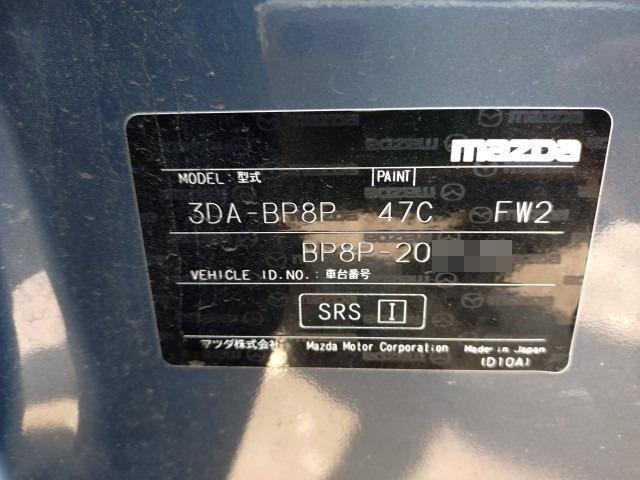 mazda
MODEL: 型式 PAINT
3DA-BP8P 47C FW2
BP8P-20
VEHICLE ID.NO.: 車台番号
SRS I
マツダ株式会社 Mazda Motor Corporation Made in Japan
(D10A)